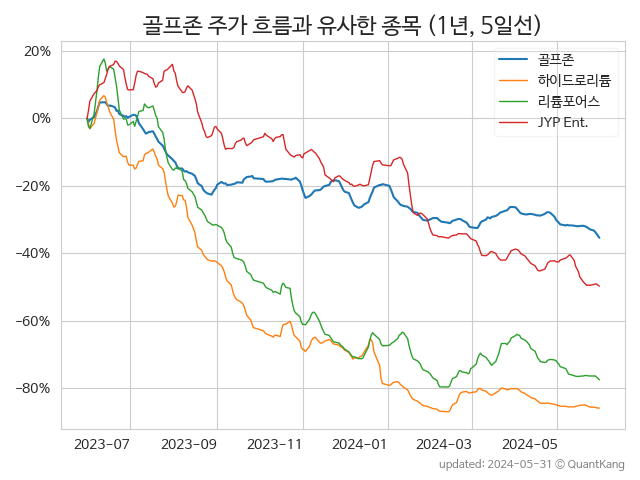 골프존 주가 흐름과 유사한 종목 (1년, 5일선)
20%
0%
−20%
−40%
−60%
−80%
골프존
하이드로리튬
리튬포어스
JYP Ent.
2023-07
2023-09
2023-11
2024-01
2024-03
2024-05
updated: 2024-05-31 © QuantKang